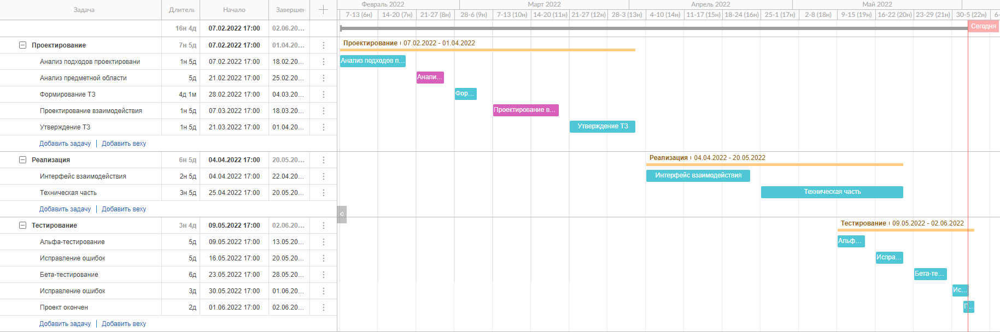 Задача Длитель Начало Завершен
Февраль 2022 Март 2022 Апрель 2022 Май 2022
7-13 (6н) 14-20 (7н) 21-27 (8н) 28-6 (9н) 7-13 (10н) 14-20 (11н) 21-27 (12н) 28-3 (13н) 4-10 (14н) 11-17 (15н) 18-24 (16н) 25-1 (17н) 2-8 (18н) 9-15 (19н) 16-22 (20н) 23-29 (21н) 30-5 (22н) 6-
16н 4д 07.02.2022 17:00 02.06.20... Сегодня
Проектирование 7н 5д 07.02.2022 17:00 01.04.20... Проектирование 07.02.2022 - 01.04.2022
Анализ подходов проектировани 1н 5д 07.02.2022 17:00 18.02.20... Анализ подходов п...
Анализ предметной области 5д 21.02.2022 17:00 25.02.20... Анали...
Формирование ТЗ 4д 1м 28.02.2022 17:00 04.03.20... Фор...
Проектирование взаимодействия 1н 5д 07.03.2022 17:00 18.03.20... Проектирование в...
Утверждение ТЗ 1н 5д 21.03.2022 17:00 01.04.20... Утверждение ТЗ
Добавить задачу | Добавить веху
Реализация 6н 5д 04.04.2022 17:00 20.05.20... Реализация 04.04.2022 - 20.05.2022
Интерфейс взаимодействия 2н 5д 04.04.2022 17:00 22.04.20... Интерфейс взаимодействия
Техническая часть 3н 5д 25.04.2022 17:00 20.05.20... Техническая часть
Добавить задачу | Добавить веху
Тестирование 3н 4д 09.05.2022 17:00 02.06.20... Тестирование 09.05.2022 - 02.06.2022
Альфа-тестирование 5д 09.05.2022 17:00 13.05.20... Альф...
Исправление ошибок 5д 16.05.2022 17:00 20.05.20... Испра...
Бета-тестирование 6д 23.05.2022 17:00 28.05.20... Бета-те...
Исправление ошибок 3д 30.05.2022 17:00 01.06.20... Ис...
Проект окончен 2д 01.06.2022 17:00 02.06.20... П...
Добавить задачу | Добавить веху